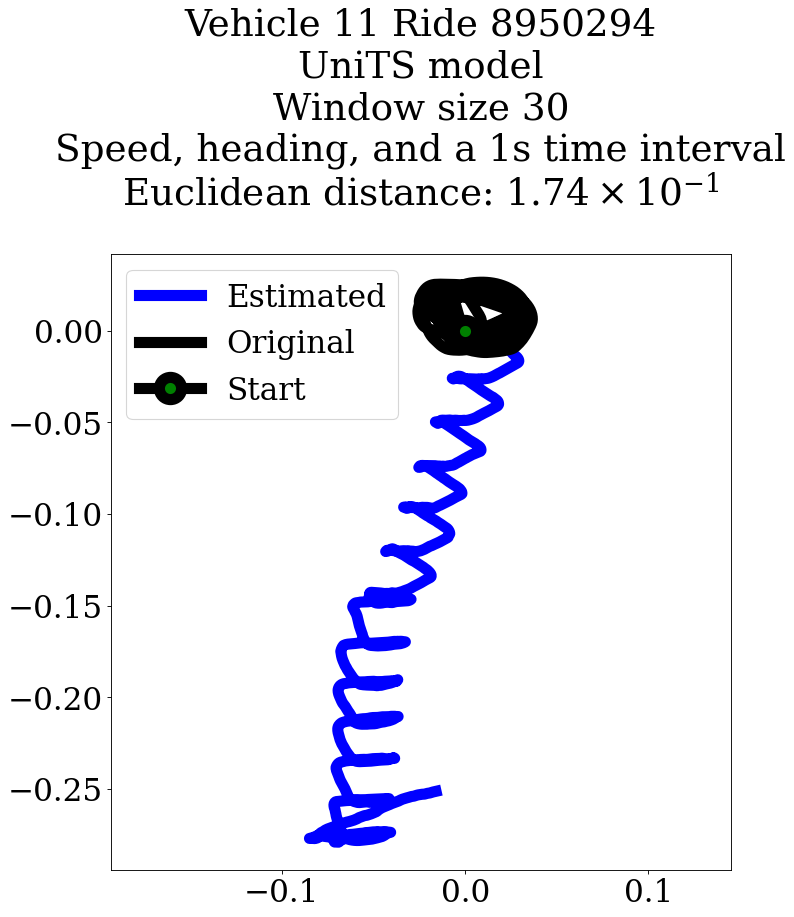 Vehicle 11 Ride 8950294
UniTS model
Window size 30
Speed, heading, and a 1s time interval
Euclidean distance: 1.74 × 10⁻¹
Estimated
Original
Start
0.00
−0.05
−0.10
−0.15
−0.20
−0.25
−0.1 0.0 0.1